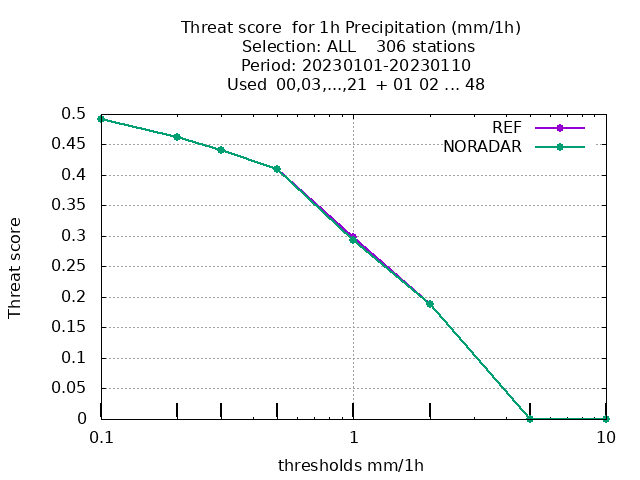 Threat score  for 1h Precipitation (mm/1h)
Selection: ALL    306 stations
Period: 20230101-20230110
Used  00,03,...,21  + 01 02 ... 48
REF
NORADAR
0.5
0.45
0.4
0.35
0.3
0.25
0.2
0.15
0.1
0.05
0
Threat score
0.1 1 10
thresholds mm/1h